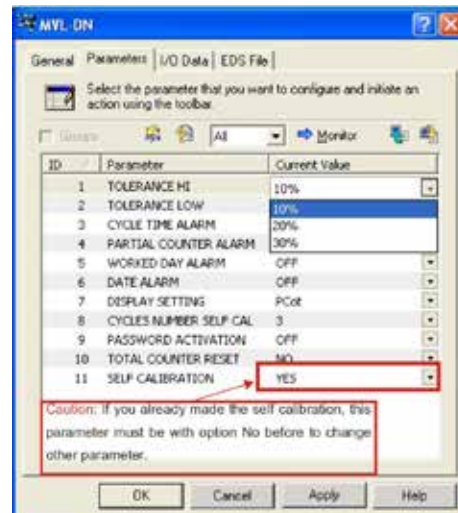 MVL-DN
General Parameters I/O Data EDS File
Select the parameter that you want to configure and initiate an
action using the toolbar.
Groups All Monitor
ID Parameter Current Value
1 TOLERANCE HI 10%
2 TOLERANCE LOW 10%
3 CYCLE TIME ALARM 20%
4 PARTIAL COUNTER ALARM 30%
5 WORKED DAY ALARM OFF
6 DATE ALARM OFF
7 DISPLAY SETTING PCot
8 CYCLES NUMBER SELF CAL 3
9 PASSWORD ACTIVATION OFF
10 TOTAL COUNTER RESET NO
11 SELF CALIBRATION YES
Caution: If you already made the self calibration, this
parameter must be with option No before to change
other parameter.
OK Cancel Apply Help